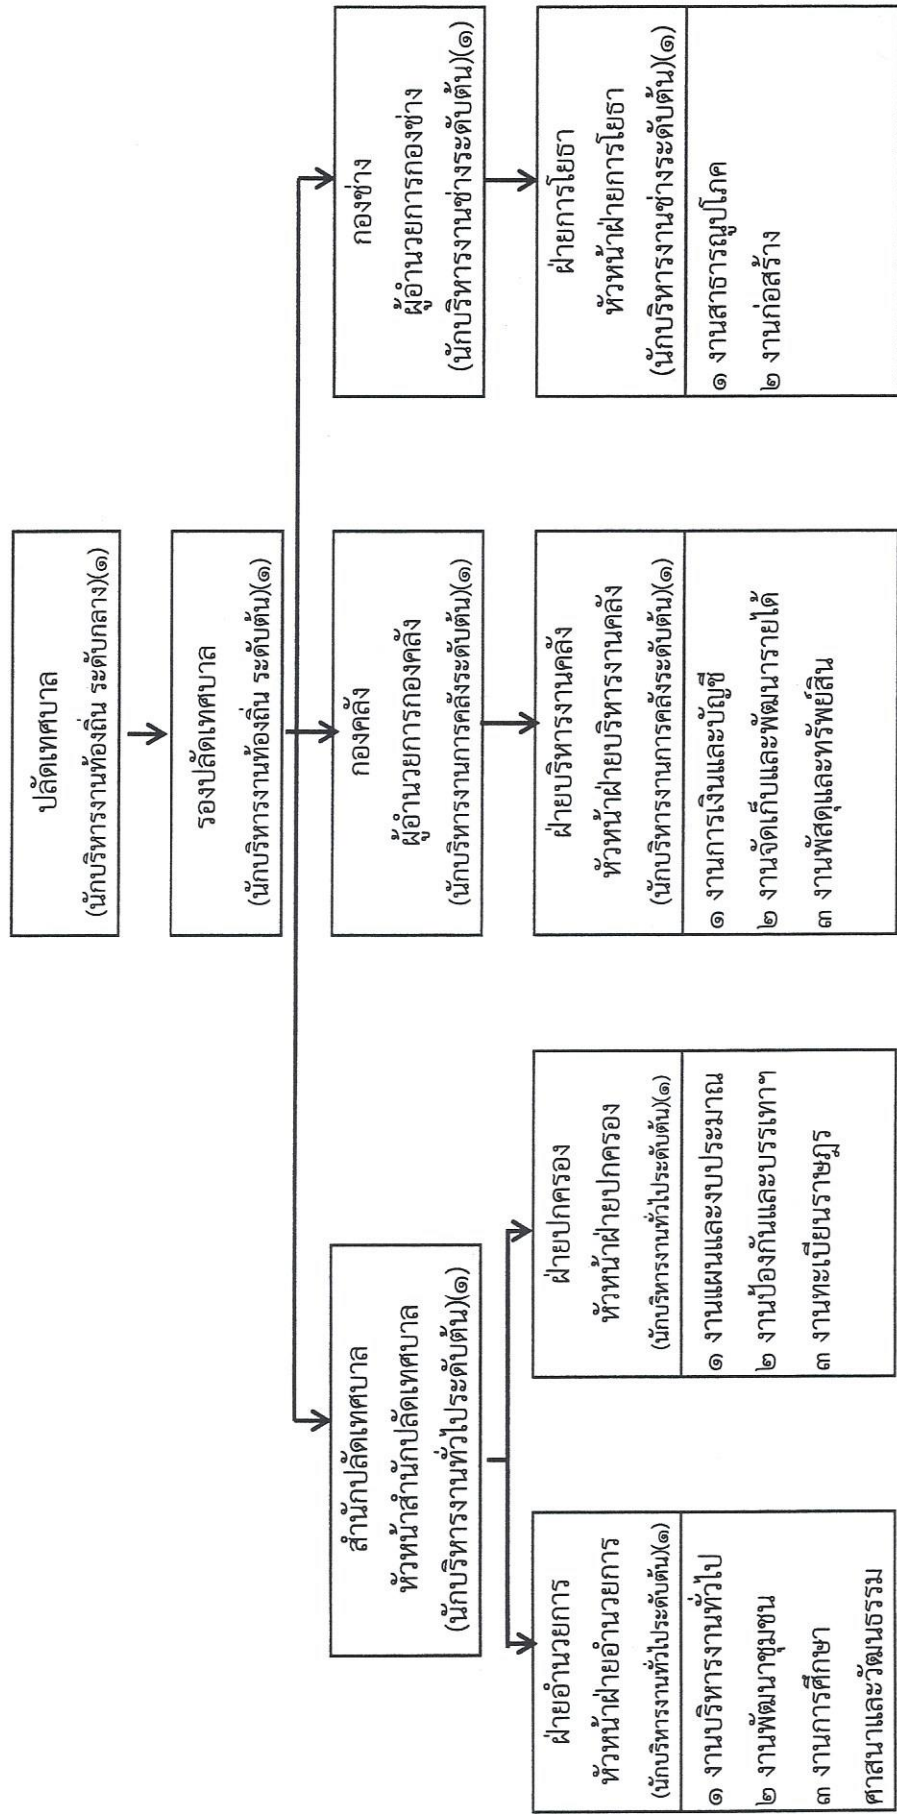 ปลัดเทศบาล
(นักบริหารงานท้องถิ่น ระดับกลาง)(๑)
รองปลัดเทศบาล
(นักบริหารงานท้องถิ่น ระดับต้น)(๑)
สำนักปลัดเทศบาล
หัวหน้าสำนักปลัดเทศบาล
(นักบริหารงานทั่วไประดับต้น)(๑)
กองคลัง
ผู้อำนวยการกองคลัง
(นักบริหารงานการคลังระดับต้น)(๑)
กองช่าง
ผู้อำนวยการกองช่าง
(นักบริหารงานช่างระดับต้น)(๑)
ฝ่ายอำนวยการ
หัวหน้าฝ่ายอำนวยการ
(นักบริหารงานทั่วไประดับต้น)(๑)
๑ งานบริหารงานทั่วไป
๒ งานพัฒนาชุมชน
๓ งานการศึกษา
ศาสนาและวัฒนธรรม
ฝ่ายปกครอง
หัวหน้าฝ่ายปกครอง
(นักบริหารงานทั่วไประดับต้น)(๑)
๑ งานแผนและงบประมาณ
๒ งานป้องกันและบรรเทาฯ
๓ งานทะเบียนราษฎร
ฝ่ายบริหารงานคลัง
หัวหน้าฝ่ายบริหารงานคลัง
(นักบริหารงานการคลังระดับต้น)(๑)
๑ งานการเงินและบัญชี
๒ งานจัดเก็บและพัฒนารายได้
๓ งานพัสดุและทรัพย์สิน
ฝ่ายการโยธา
หัวหน้าฝ่ายการโยธา
(นักบริหารงานช่างระดับต้น)(๑)
๑ งานสาธารณูปโภค
๒ งานก่อสร้าง